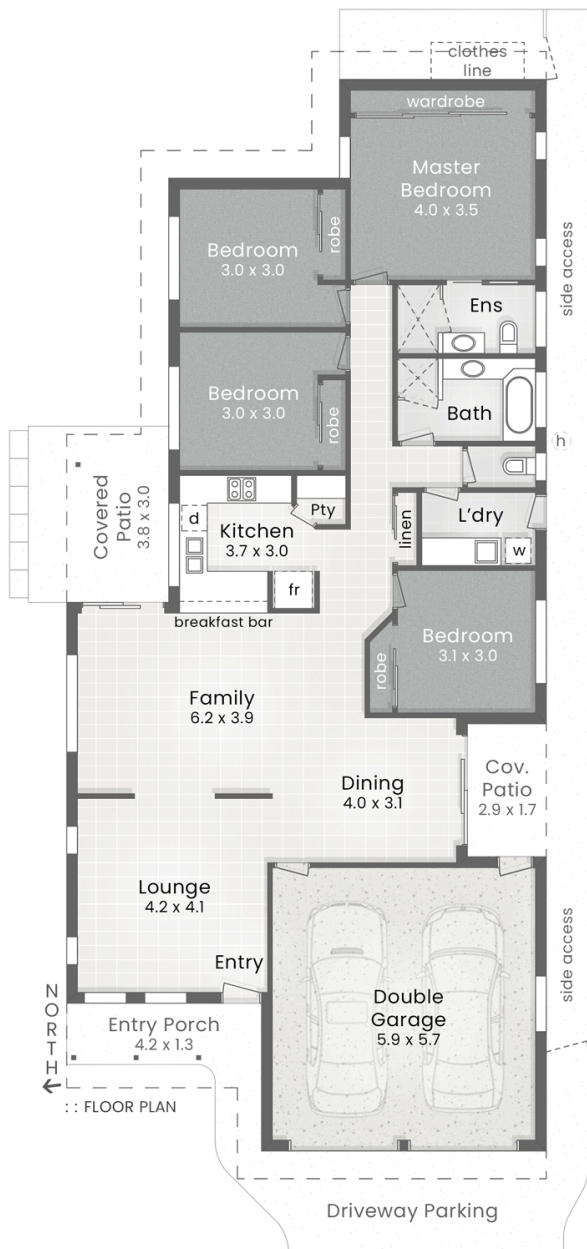 clothes
line
wardrobe
Master
Bedroom
4.0 x 3.5
side access
Bedroom
3.0 x 3.0
robe
Ens
Bedroom
3.0 x 3.0
robe
Bath
h
Covered
Patio
3.8 x 3.0
d
Kitchen
3.7 x 3.0
Pty
linen
L'dry
w
fr
breakfast bar
Bedroom
3.1 x 3.0
robe
Family
6.2 x 3.9
Dining
4.0 x 3.1
Cov.
Patio
2.9 x 1.7
Lounge
4.2 x 4.1
Entry
side access
Double
Garage
5.9 x 5.7
NORTH
Entry Porch
4.2 x 1.3
:: FLOOR PLAN
Driveway Parking